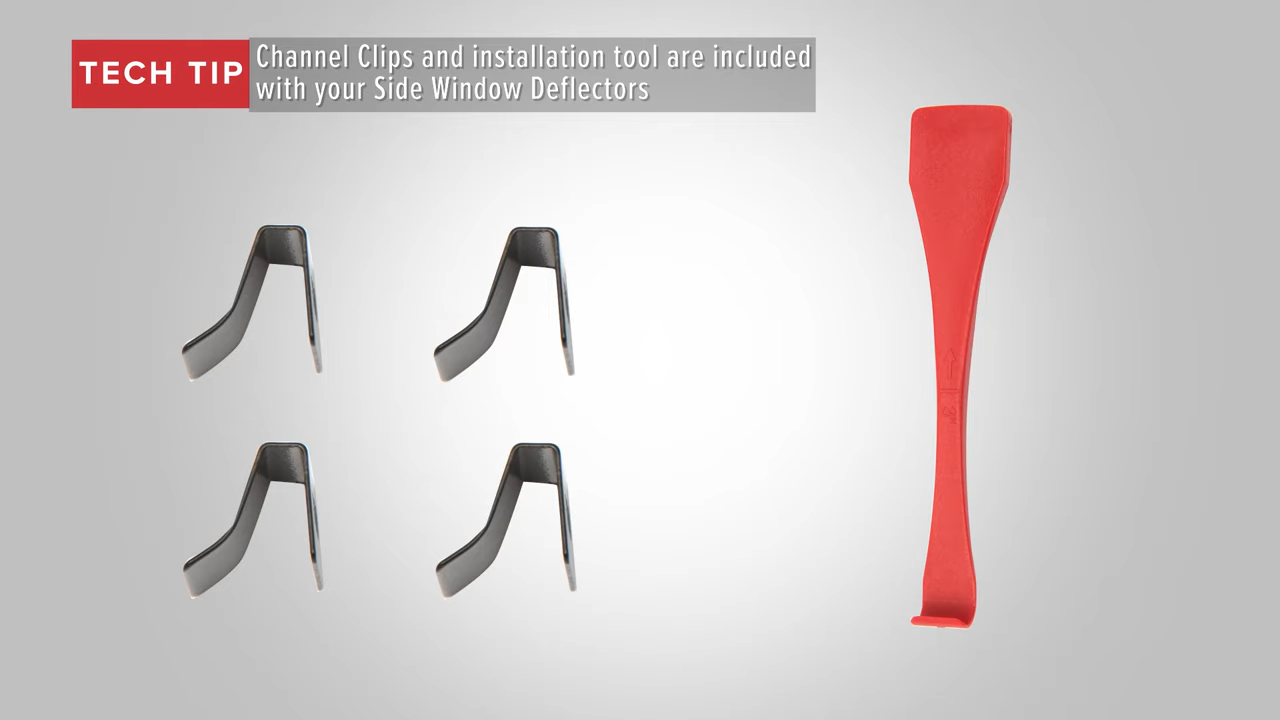 TECH TIP
Channel Clips and installation tool are included
with your Side Window Deflectors